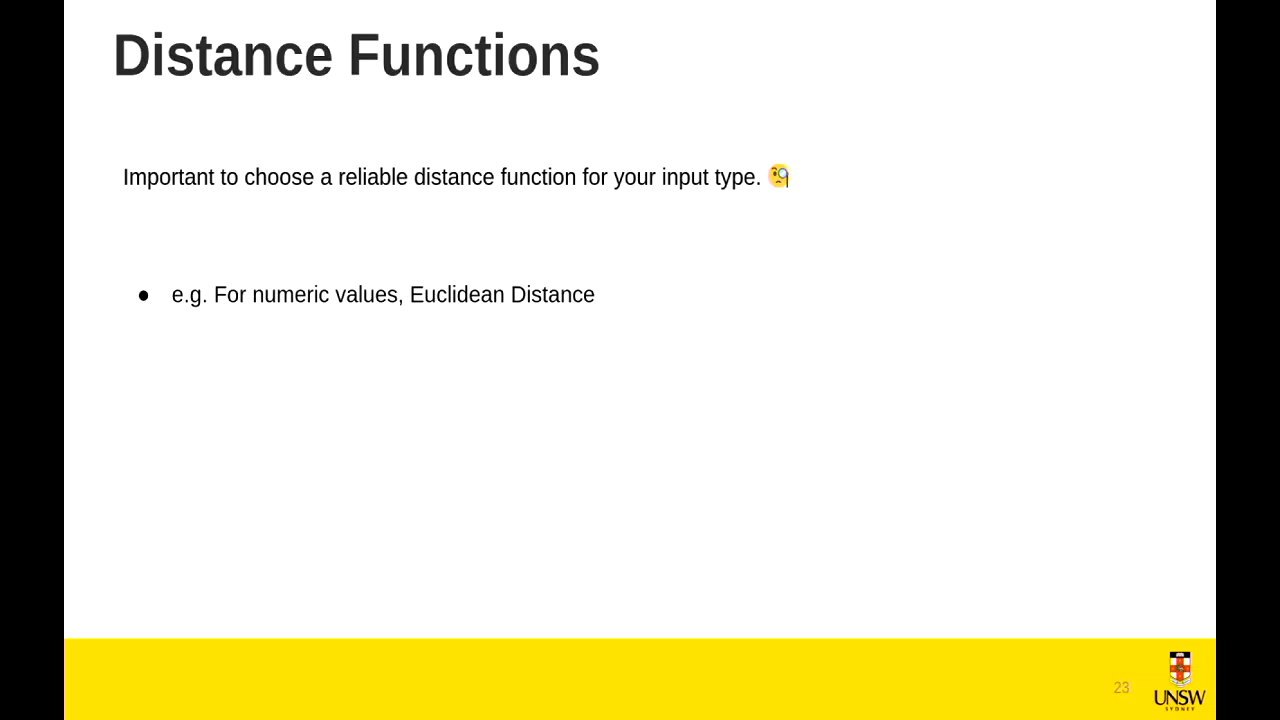 Distance Functions
Important to choose a reliable distance function for your input type. 🧐
● e.g. For numeric values, Euclidean Distance
23
UNSW
SYDNEY